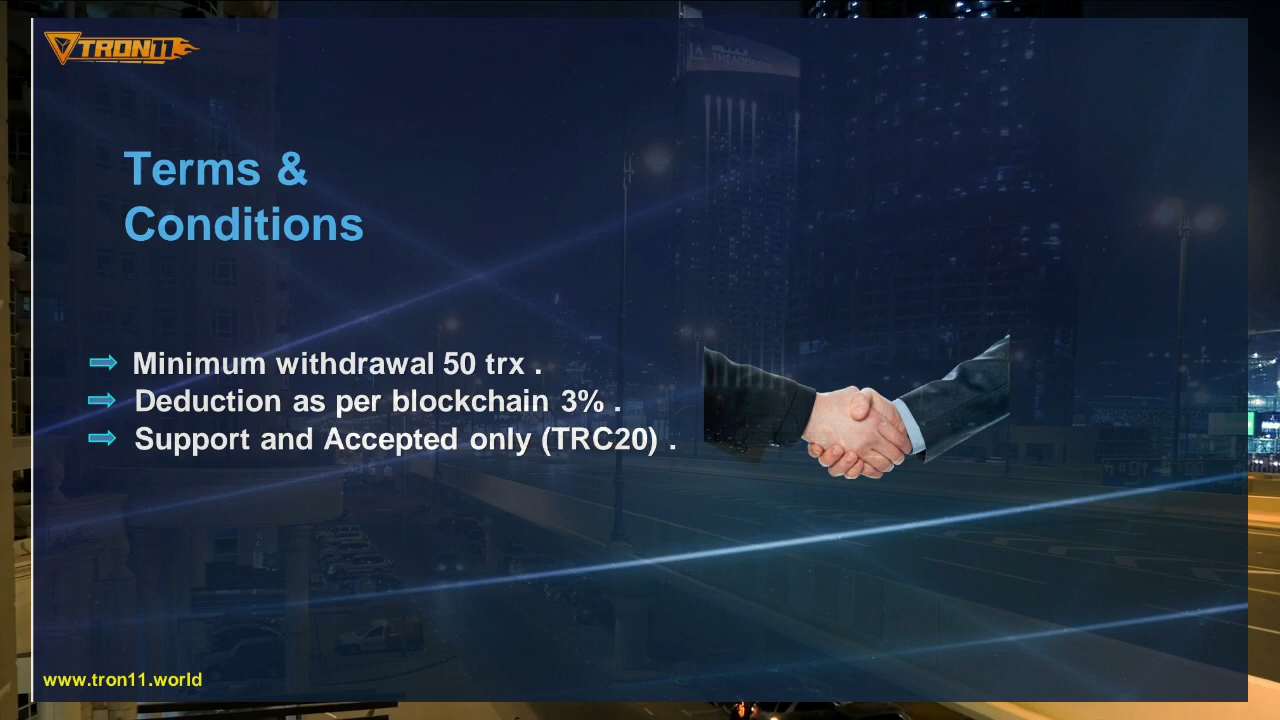 TRON11
Terms &
Conditions
Minimum withdrawal 50 trx .
Deduction as per blockchain 3% .
Support and Accepted only (TRC20) .
www.tron11.world